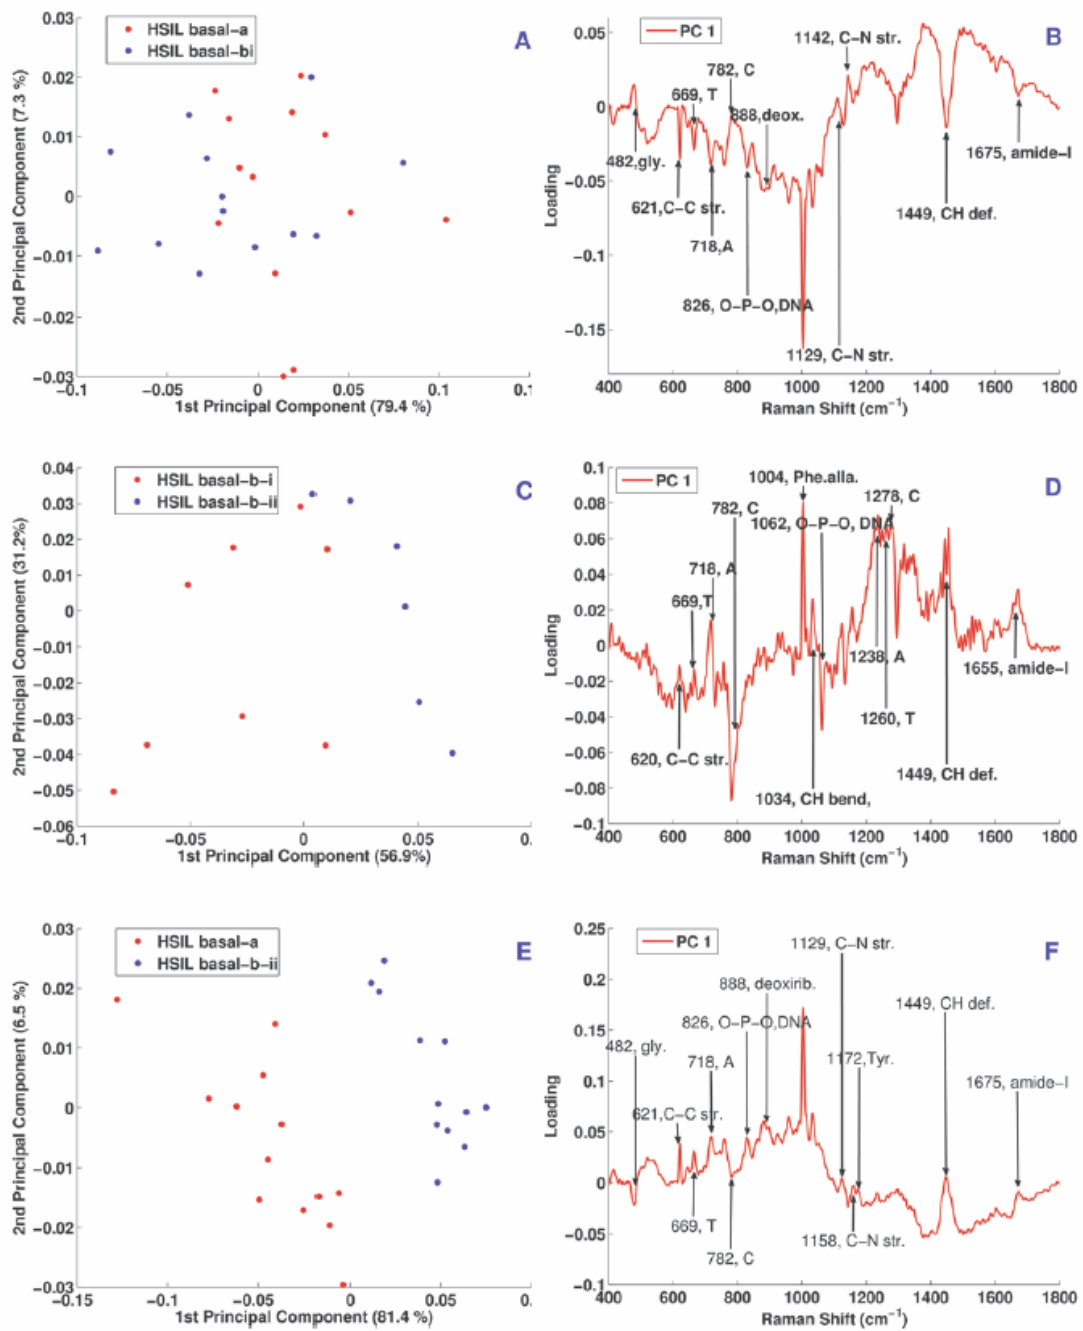 HSIL basal-a
HSIL basal-bi
A
0.03
0.02
0.01
0
-0.01
-0.02
-0.03
2nd Principal Component (7.3 %)
-0.1
-0.05
0
0.05
0.1
0.1
1st Principal Component (79.4 %)
PC 1
B
0.05
0
-0.05
-0.1
-0.15
Loading
1142, C-N str.
782, C
669, T
888,deox.
482,gly.
1675, amide-I
621,C-C str.
1449, CH def.
718,A
826, O-P-O,DNA
1129, C-N str.
400 600 800 1000 1200 1400 1600 1800
Raman Shift (cm⁻¹)
HSIL basal-b-i
HSIL basal-b-ii
C
0.04
0.03
0.02
0.01
0
-0.01
-0.02
-0.03
-0.04
-0.05
-0.06
2nd Principal Component (31.2%)
-0.1
-0.05
0
0.05
0.
1st Principal Component (56.9%)
PC 1
D
0.1
0.08
0.06
0.04
0.02
0
-0.02
-0.04
-0.06
-0.08
-0.1
Loading
1004, Phe.alla.
1278, C
782, C
1062, O-P-O, DNA
718, A
669,T
1238, A
1655, amide-I
1260, T
620, C-C str.
1449, CH def.
1034, CH bend,
400 600 800 1000 1200 1400 1600 1800
Raman Shift (cm⁻¹)
HSIL basal-a
HSIL basal-b-ii
E
0.03
0.02
0.01
0
-0.01
-0.02
-0.03
2nd Principal Component (6.5 %)
-0.15
-0.1
-0.05
0
0.05
0.
1st Principal Component (81.4 %)
PC 1
F
0.25
0.2
0.15
0.1
0.05
0
-0.05
-0.1
Loading
1129, C-N str.
888, deoxirib.
1449, CH def.
826, O-P-O,DNA
482, gly.
718, A
1172,Tyr.
1675, amide-I
621,C-C str.
669, T
1158, C-N str.
782, C
400 600 800 1000 1200 1400 1600 1800
Raman Shift (cm⁻¹)